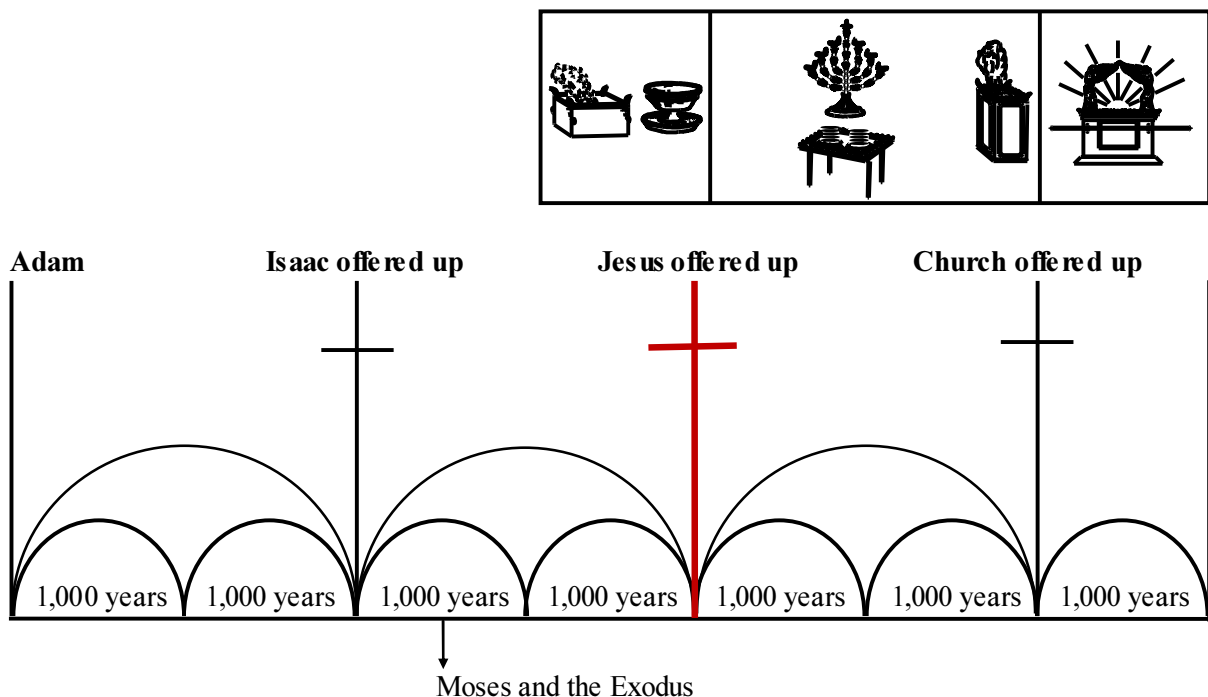 Adam Isaac offered up Jesus offered up Church offered up
1,000 years 1,000 years 1,000 years 1,000 years 1,000 years 1,000 years 1,000 years
Moses and the Exodus